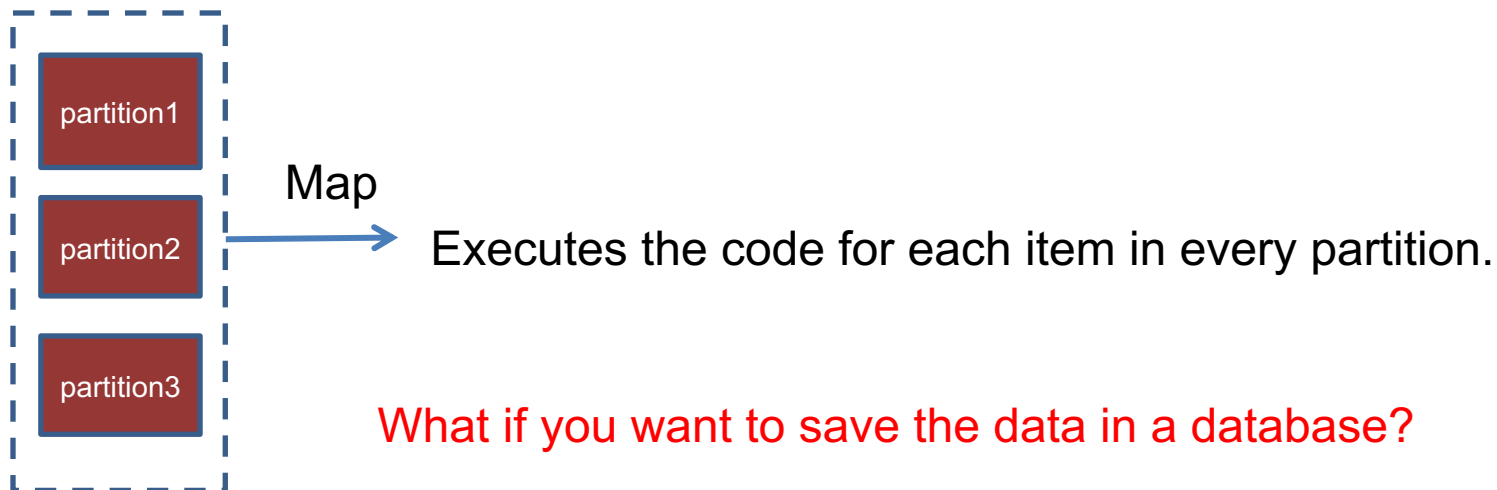 partition1
Map
partition2
Executes the code for each item in every partition.
partition3
What if you want to save the data in a database?